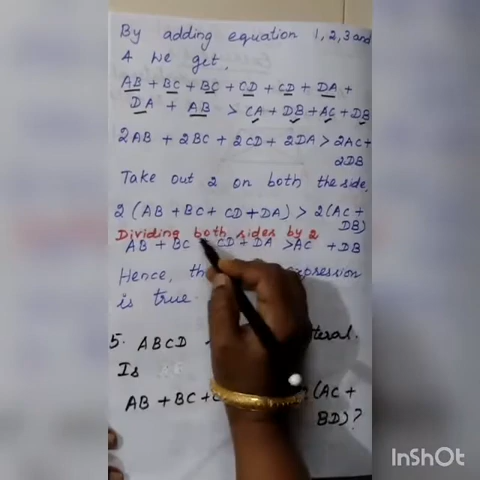 By adding equation 1, 2, 3 and
4 we get,
AB + BC + BC + CD + CD + DA +
DA + AB > CA + DB + AC + DB
2AB + 2BC + 2CD + 2DA > 2AC +
2DB
Take out 2 on both the side,
2 (AB + BC + CD + DA) > 2 (AC +
DB)
Dividing both sides by 2
AB + BC CD + DA > AC + DB
Hence, expression
is true.
5. ABCD
Is
AB + BC + (AC +
BD)?
InShOt